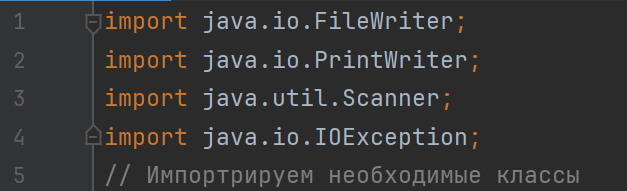 1 import java.io.FileWriter;
2 import java.io.PrintWriter;
3 import java.util.Scanner;
4 import java.io.IOException;
5 // Импортрируем необходимые классы